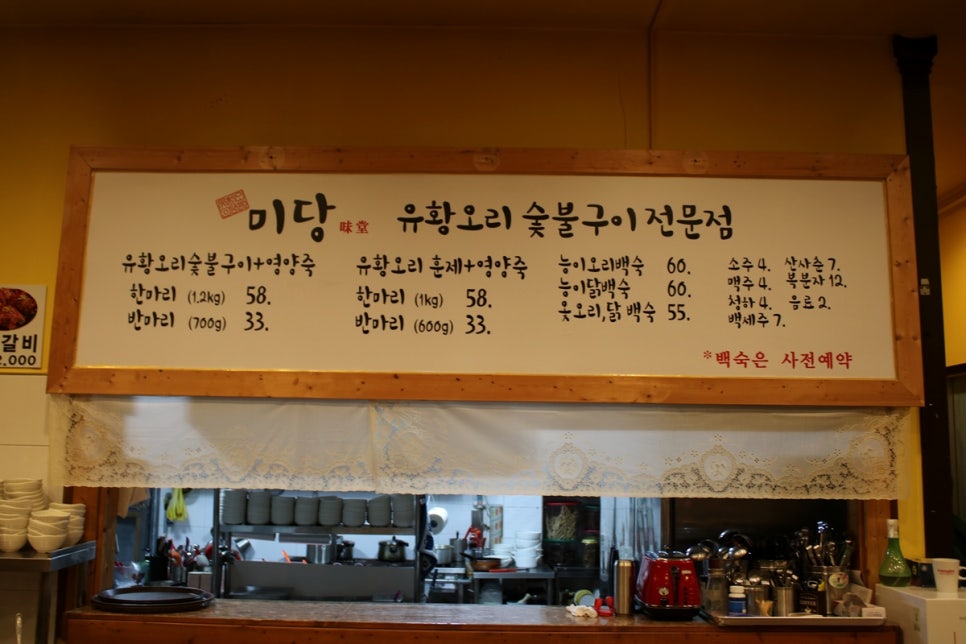 미당 味堂 유황오리 숯불구이 전문점
유황오리숯불구이+영양죽
한마리 (1.2kg) 58.
반마리 (700g) 33.
유황오리 훈제+영양죽
한마리 (1kg) 58.
반마리 (600g) 33.
능이오리백숙 60.
능이닭백숙 60.
옻오리,닭 백숙 55.
소주 4. 산사춘 7.
맥주 4. 복분자 12.
청하 4. 음료 2.
백세주 7.
*백숙은 사전예약
갈비
2.000